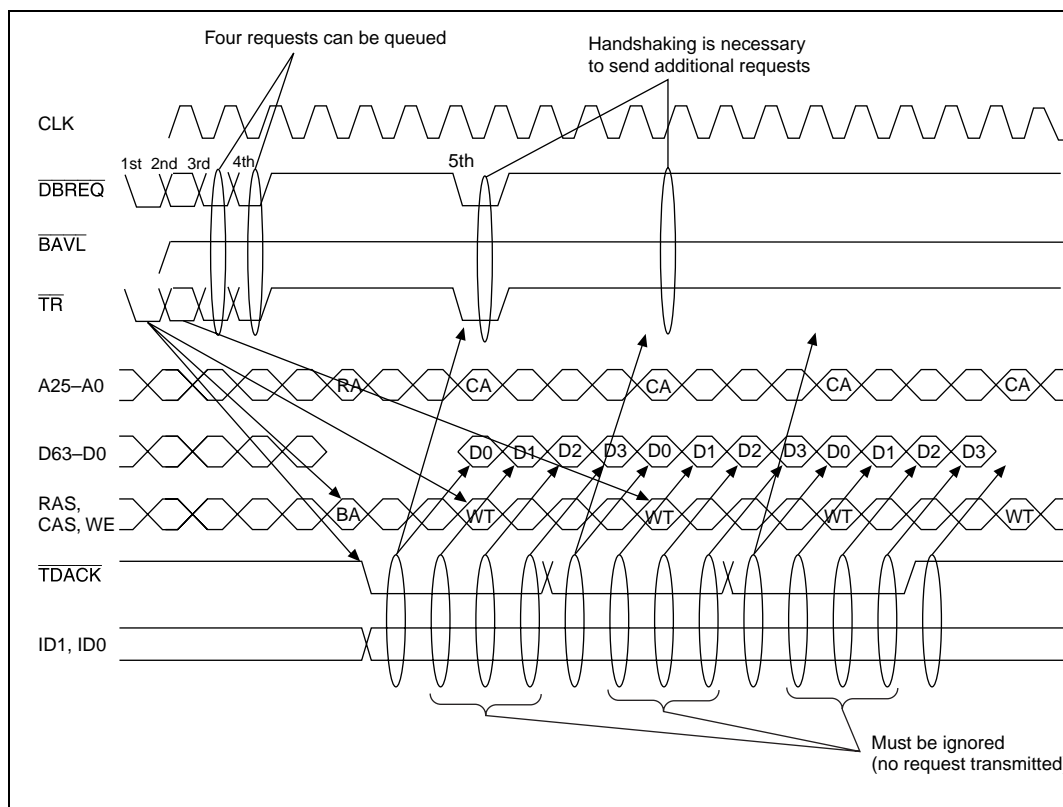 Four requests can be queued
Handshaking is necessary
to send additional requests
CLK
1st 2nd 3rd 4th 5th
DBREQ
BAVL
TR
A25–A0 RA CA CA CA CA
D63–D0 D0 D1 D2 D3 D0 D1 D2 D3 D0 D1 D2 D3
RAS,
CAS, WE BA WT WT WT WT
TDACK
ID1, ID0
Must be ignored
(no request transmitted